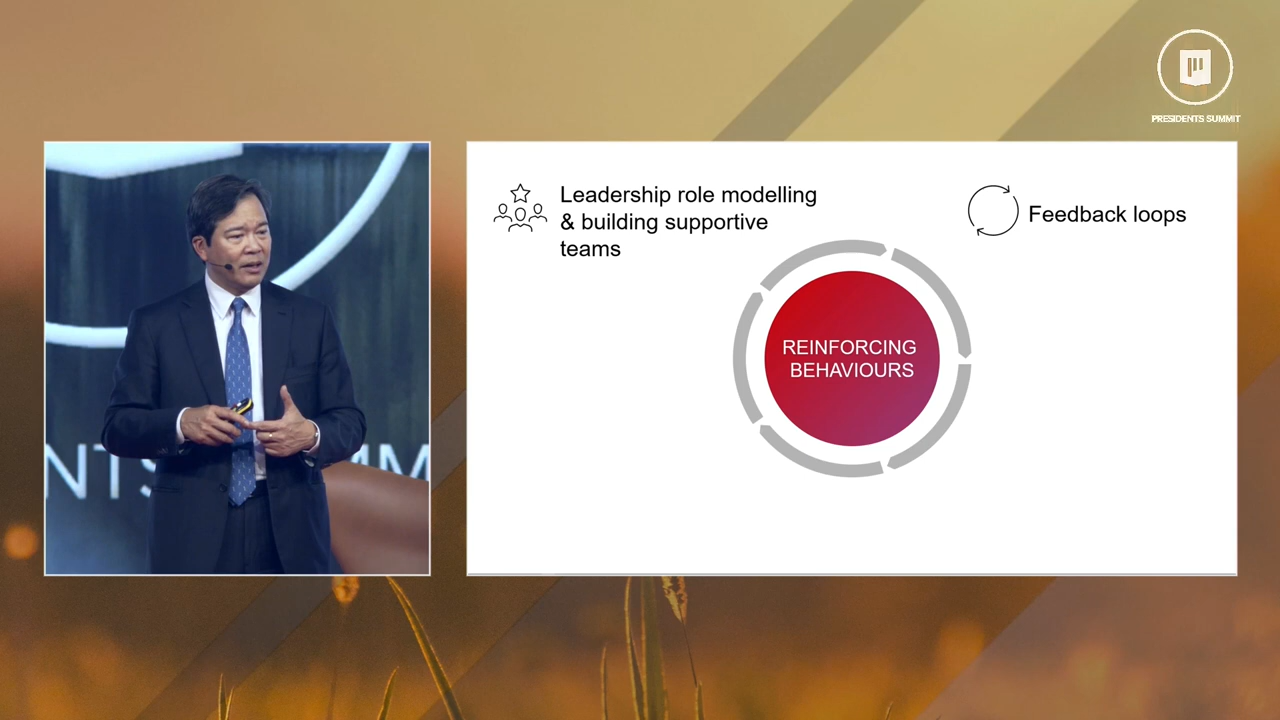 PRESIDENTS SUMMIT
Leadership role modelling
& building supportive
teams
Feedback loops
REINFORCING
BEHAVIOURS
NTS
MM